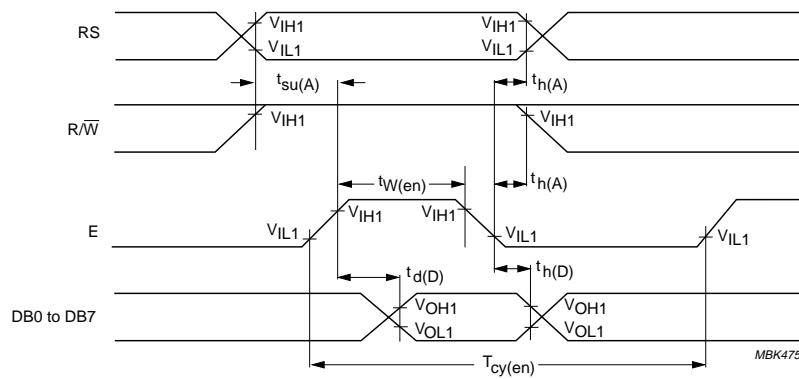 RS
VIH1
VIL1
VIH1
VIL1
tsu(A)
th(A)
R/W̅
VIH1
VIH1
tW(en)
th(A)
E
VIL1
VIH1
VIH1
VIL1
VIL1
td(D)
th(D)
DB0 to DB7
VOH1
VOL1
VOH1
VOL1
Tcy(en)
MBK475